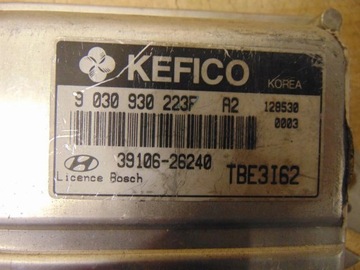 KEFICO
KOREA
9 030 930 223F A2 128530
0003
39106-26240
Licence Bosch TBE3I62